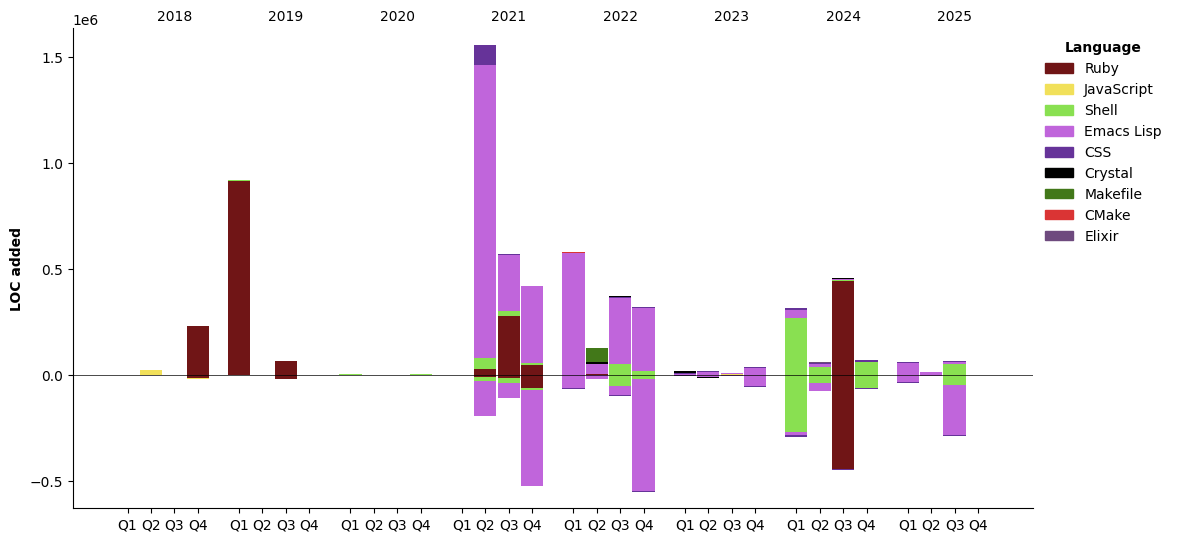 2018 2019 2020 2021 2022 2023 2024 2025
1e6
1.5
1.0
0.5
0.0
−0.5
LOC added
Q1 Q2 Q3 Q4 Q1 Q2 Q3 Q4 Q1 Q2 Q3 Q4 Q1 Q2 Q3 Q4 Q1 Q2 Q3 Q4 Q1 Q2 Q3 Q4 Q1 Q2 Q3 Q4 Q1 Q2 Q3 Q4
Language
Ruby
JavaScript
Shell
Emacs Lisp
CSS
Crystal
Makefile
CMake
Elixir